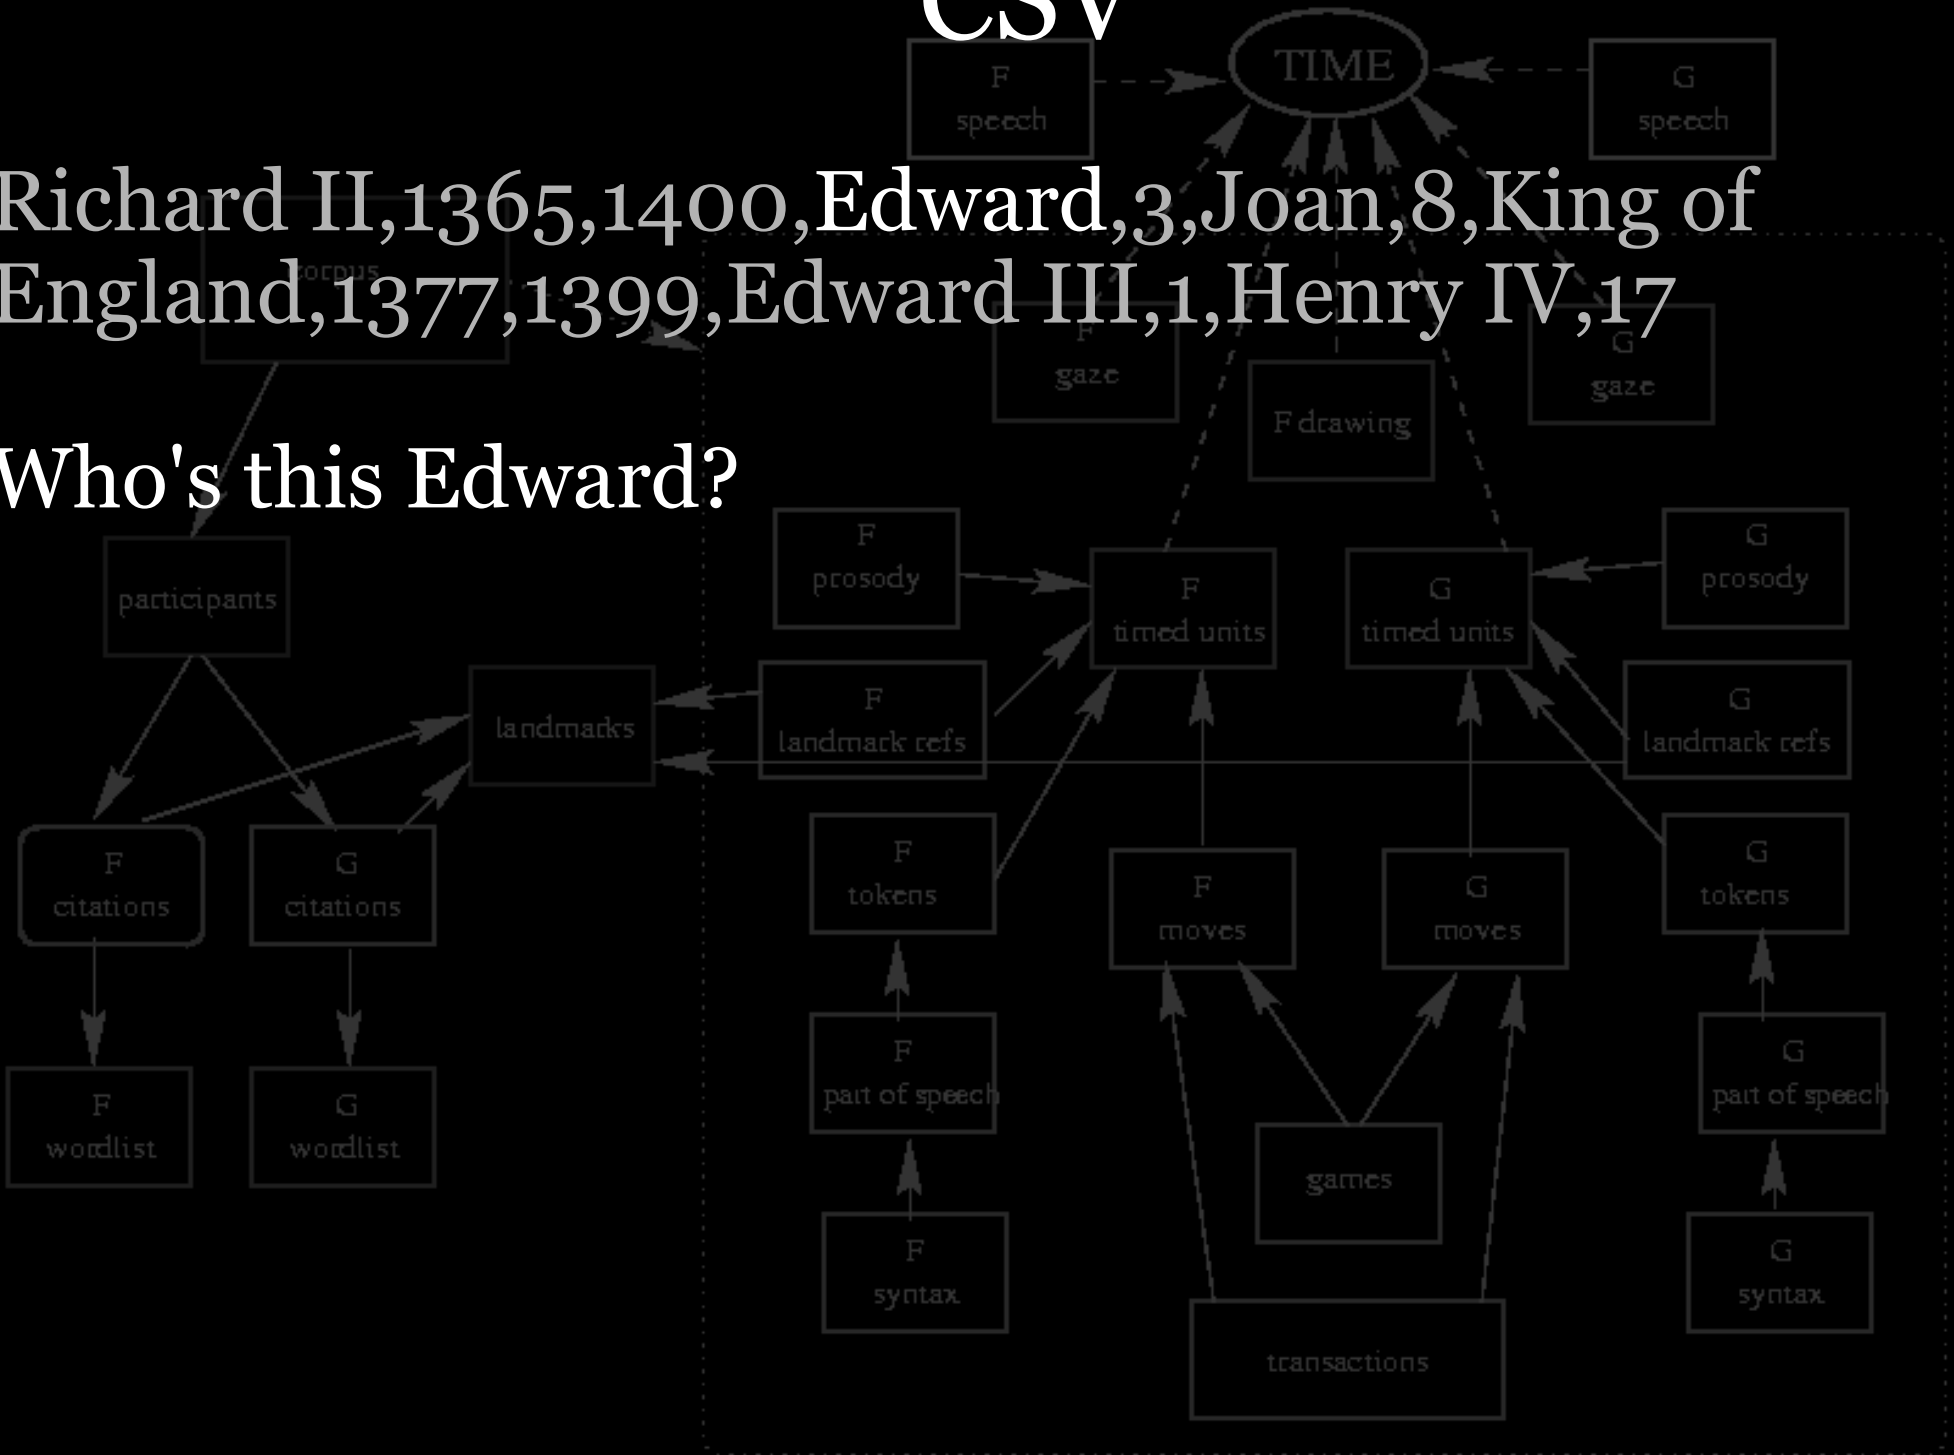 CSV
F
speech
TIME
G
speech
Richard II,1365,1400,Edward,3,Joan,8,King of
England,1377,1399,Edward III,1,Henry IV,17
corpus
F
gaze
F drawing
G
gaze
Who's this Edward?
participants
F
prosody
F
timed units
G
timed units
G
prosody
landmarks
F
landmark refs
G
landmark refs
F
citations
G
citations
F
tokens
F
moves
G
moves
G
tokens
F
wordlist
G
wordlist
F
part of speech
G
part of speech
games
F
syntax
G
syntax
transactions